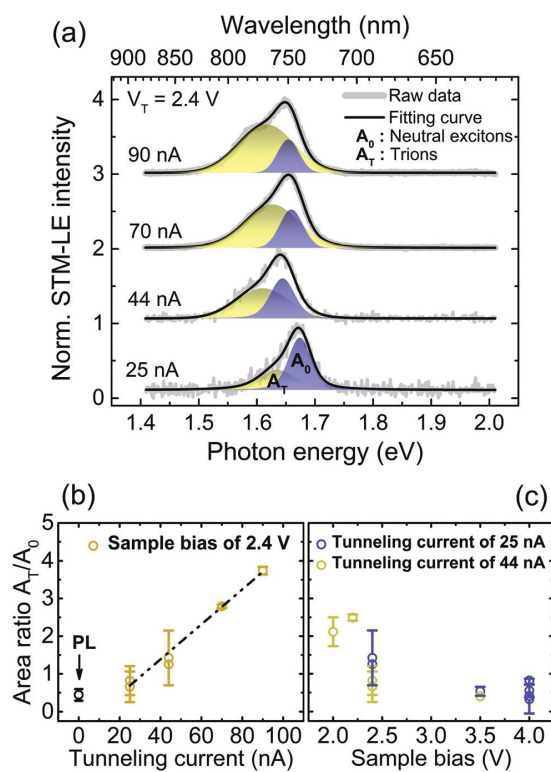 (a)
Wavelength (nm)
900 850 800 750 700 650
V_T = 2.4 V
Raw data
Fitting curve
A_0 : Neutral excitons
A_T : Trions
90 nA
70 nA
44 nA
25 nA
A_T
A_0
4
3
2
1
0
Norm. STM-LE intensity
1.4 1.5 1.6 1.7 1.8 1.9 2.0
Photon energy (eV)
(b)
Sample bias of 2.4 V
PL
5
4
3
2
1
0
Area ratio A_T/A_0
0 20 40 60 80 100
Tunneling current (nA)
(c)
Tunneling current of 25 nA
Tunneling current of 44 nA
2.0 2.5 3.0 3.5 4.0
Sample bias (V)